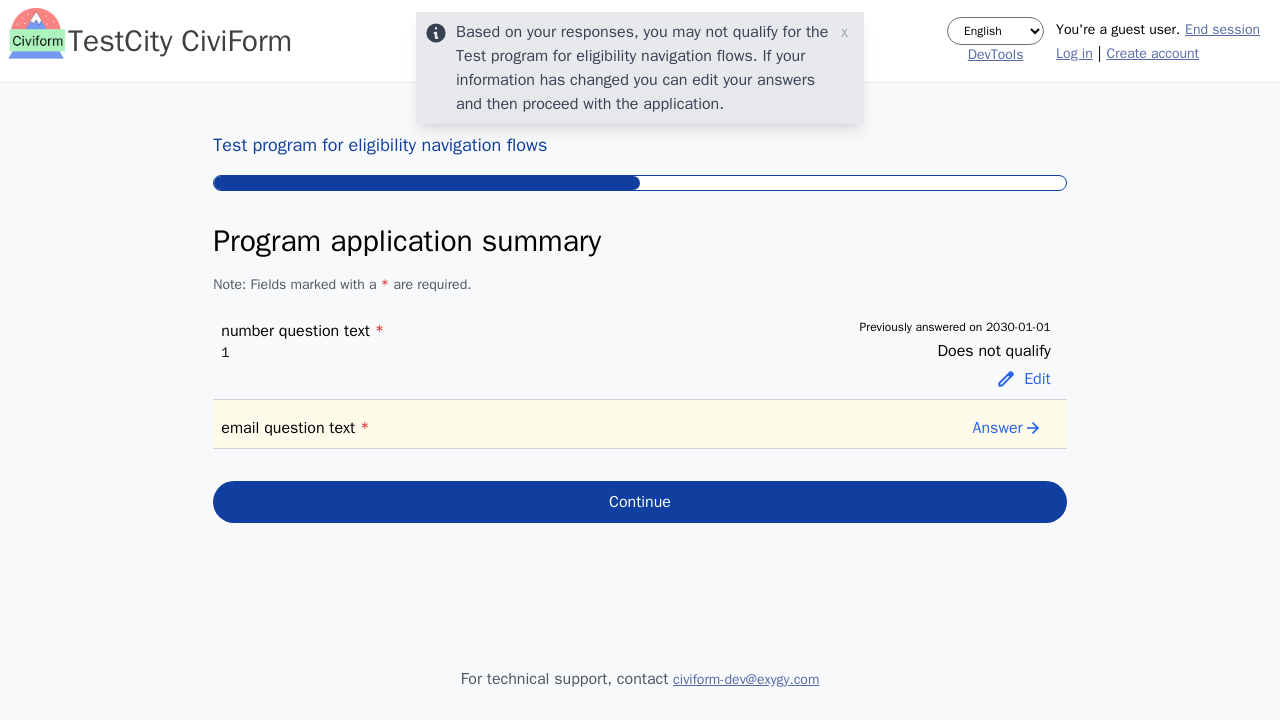 Civiform
TestCity CiviForm
Based on your responses, you may not qualify for the
Test program for eligibility navigation flows. If your
information has changed you can edit your answers
and then proceed with the application.
x
English
DevTools
You're a guest user. End session
Log in | Create account
Test program for eligibility navigation flows
Program application summary
Note: Fields marked with a * are required.
number question text *
1
Previously answered on 2030-01-01
Does not qualify
Edit
email question text *
Answer
Continue
For technical support, contact civiform-dev@exygy.com